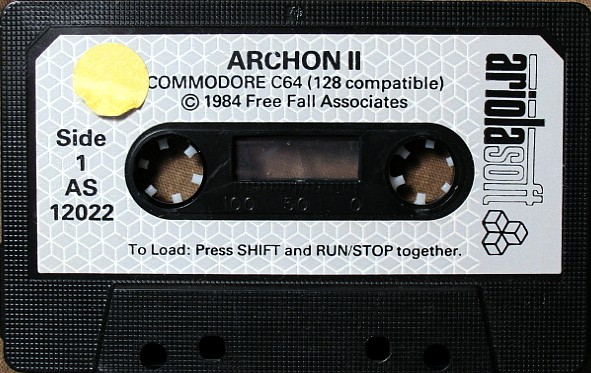 ARCHON II
COMMODORE C64 (128 compatible)
© 1984 Free Fall Associates
ariolasoft
Side
1
AS
12022
100 50 0
To Load: Press SHIFT and RUN/STOP together.